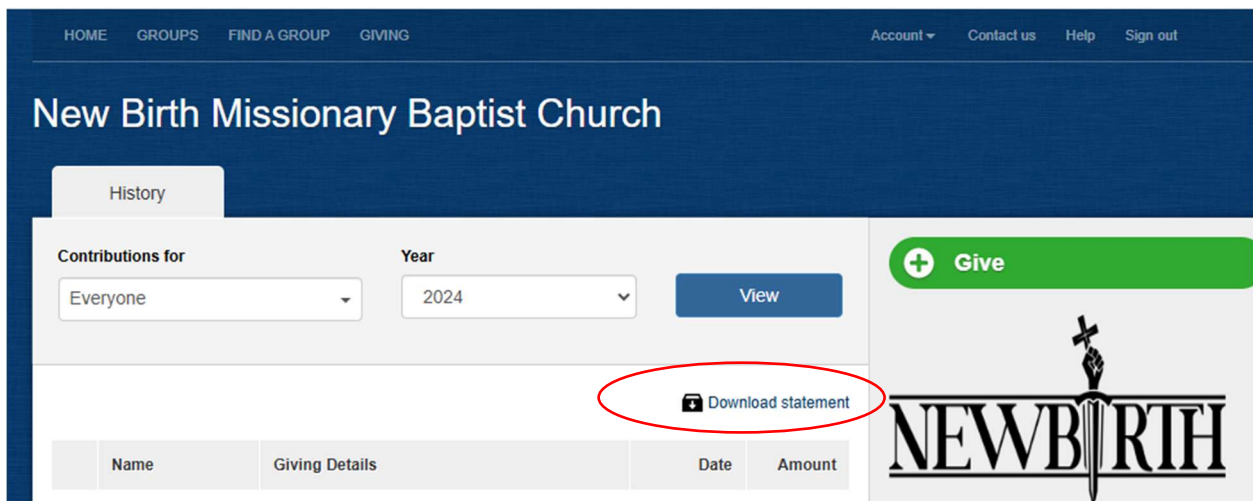 HOME GROUPS FIND A GROUP GIVING Account Contact us Help Sign out
New Birth Missionary Baptist Church
History
Contributions for Year
Everyone 2024 View
Give
Download statement
NEWBIRTH
Name Giving Details Date Amount